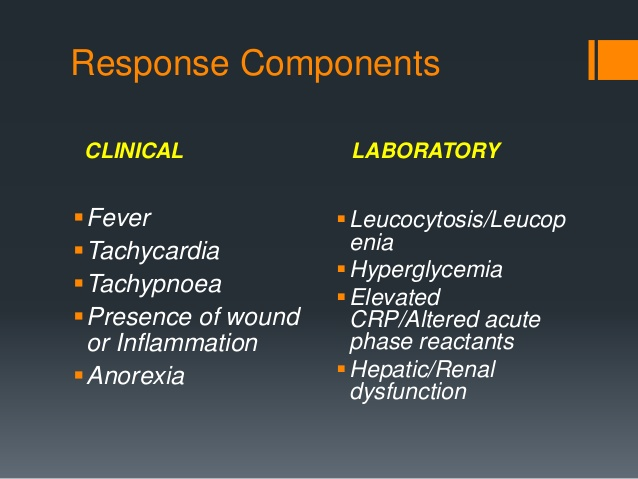 Response Components
CLINICAL
▪Fever
▪Tachycardia
▪Tachypnoea
▪Presence of wound
or Inflammation
▪Anorexia
LABORATORY
▪Leucocytosis/Leucop
enia
▪Hyperglycemia
▪Elevated
CRP/Altered acute
phase reactants
▪Hepatic/Renal
dysfunction